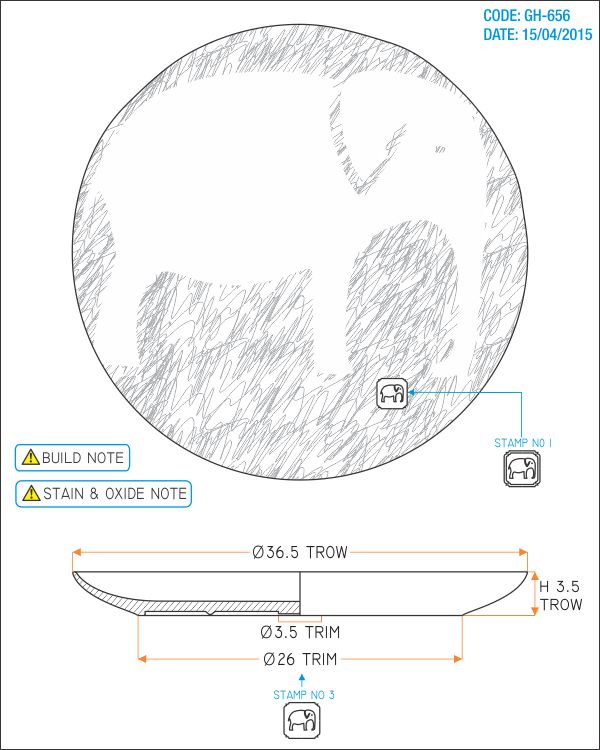 CODE: GH-656
DATE: 15/04/2015
STAMP NO 1
BUILD NOTE
STAIN & OXIDE NOTE
Ø36.5 TROW
H 3.5
TROW
Ø3.5 TRIM
Ø26 TRIM
STAMP NO 3